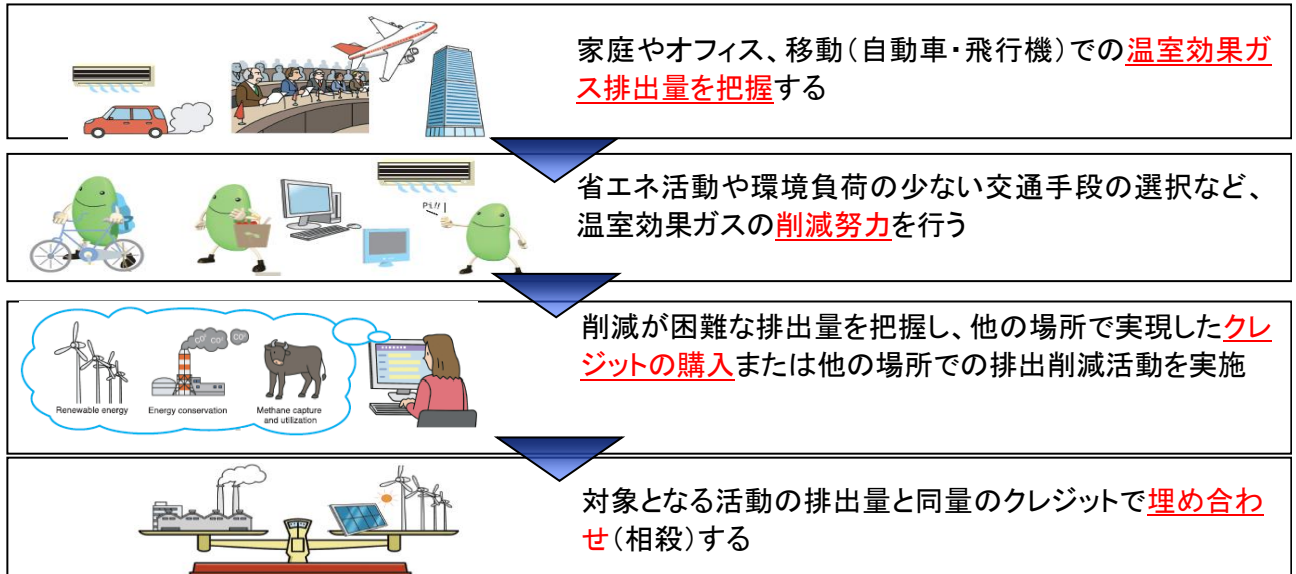 家庭やオフィス、移動(自動車・飛行機)での温室効果ガ
ス排出量を把握する
Pi!!
省エネ活動や環境負荷の少ない交通手段の選択など、
温室効果ガスの削減努力を行う
CO² CO² CO²
Renewable energy
Energy conservation
Methane capture
and utilization
削減が困難な排出量を把握し、他の場所で実現したクレ
ジットの購入または他の場所での排出削減活動を実施
対象となる活動の排出量と同量のクレジットで埋め合わ
せ(相殺)する